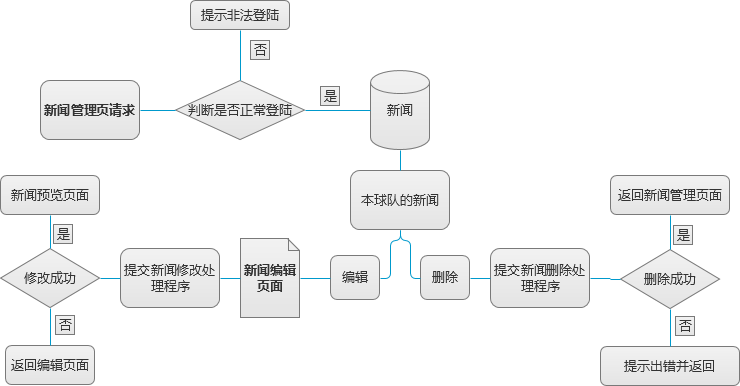 提示非法登陆
否
新闻管理页请求
判断是否正常登陆
是
新闻
本球队的新闻
新闻预览页面
是
修改成功
否
返回编辑页面
提交新闻修改处
理程序
新闻编辑
页面
编辑
删除
提交新闻删除处
理程序
返回新闻管理页面
是
删除成功
否
提示出错并返回